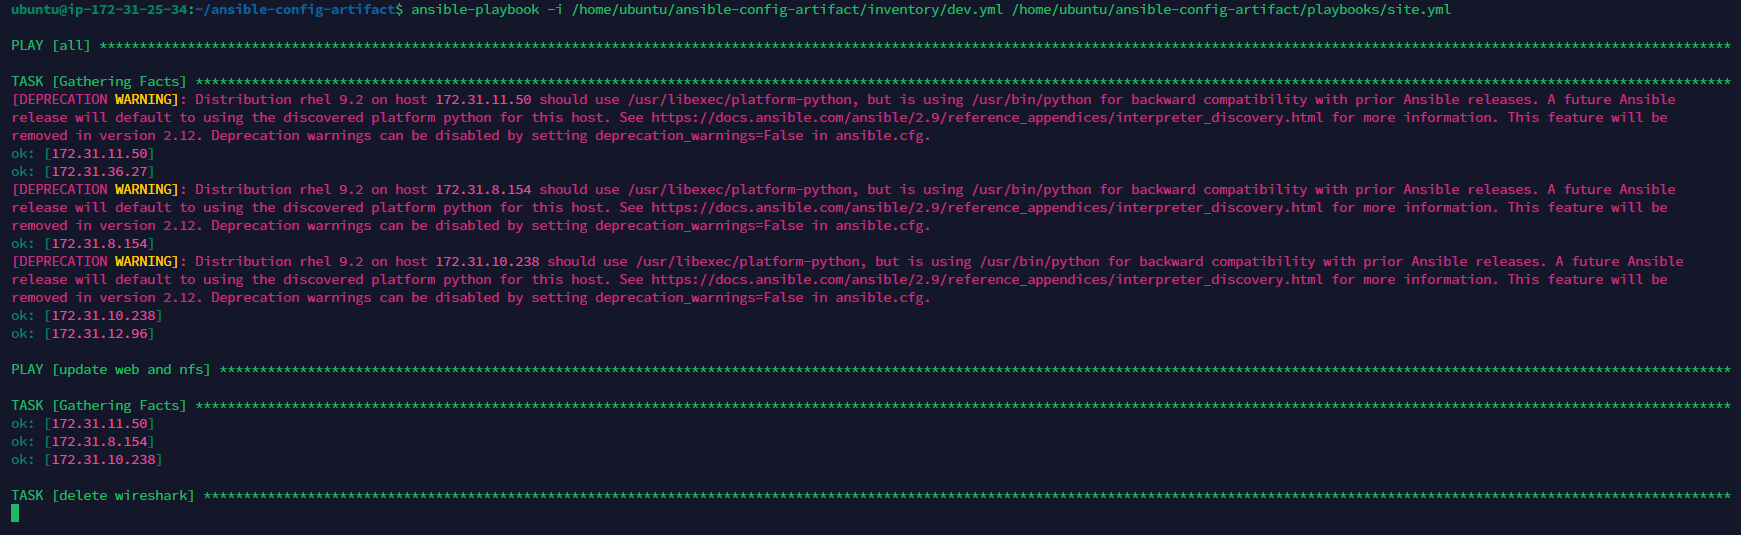 ubuntu@ip-172-31-25-34:~/ansible-config-artifact$ ansible-playbook -i /home/ubuntu/ansible-config-artifact/inventory/dev.yml /home/ubuntu/ansible-config-artifact/playbooks/site.yml
PLAY [all] ***********************************************************************************************************************************************************************************************************
TASK [Gathering Facts] ***********************************************************************************************************************************************************************************************
[DEPRECATION WARNING]: Distribution rhel 9.2 on host 172.31.11.50 should use /usr/libexec/platform-python, but is using /usr/bin/python for backward compatibility with prior Ansible releases. A future Ansible
release will default to using the discovered platform python for this host. See https://docs.ansible.com/ansible/2.9/reference_appendices/interpreter_discovery.html for more information. This feature will be
removed in version 2.12. Deprecation warnings can be disabled by setting deprecation_warnings=False in ansible.cfg.
ok: [172.31.11.50]
ok: [172.31.36.27]
[DEPRECATION WARNING]: Distribution rhel 9.2 on host 172.31.8.154 should use /usr/libexec/platform-python, but is using /usr/bin/python for backward compatibility with prior Ansible releases. A future Ansible
release will default to using the discovered platform python for this host. See https://docs.ansible.com/ansible/2.9/reference_appendices/interpreter_discovery.html for more information. This feature will be
removed in version 2.12. Deprecation warnings can be disabled by setting deprecation_warnings=False in ansible.cfg.
ok: [172.31.8.154]
[DEPRECATION WARNING]: Distribution rhel 9.2 on host 172.31.10.238 should use /usr/libexec/platform-python, but is using /usr/bin/python for backward compatibility with prior Ansible releases. A future Ansible
release will default to using the discovered platform python for this host. See https://docs.ansible.com/ansible/2.9/reference_appendices/interpreter_discovery.html for more information. This feature will be
removed in version 2.12. Deprecation warnings can be disabled by setting deprecation_warnings=False in ansible.cfg.
ok: [172.31.10.238]
ok: [172.31.12.96]
PLAY [update web and nfs] ********************************************************************************************************************************************************************************************
TASK [Gathering Facts] ***********************************************************************************************************************************************************************************************
ok: [172.31.11.50]
ok: [172.31.8.154]
ok: [172.31.10.238]
TASK [delete wireshark] **********************************************************************************************************************************************************************************************